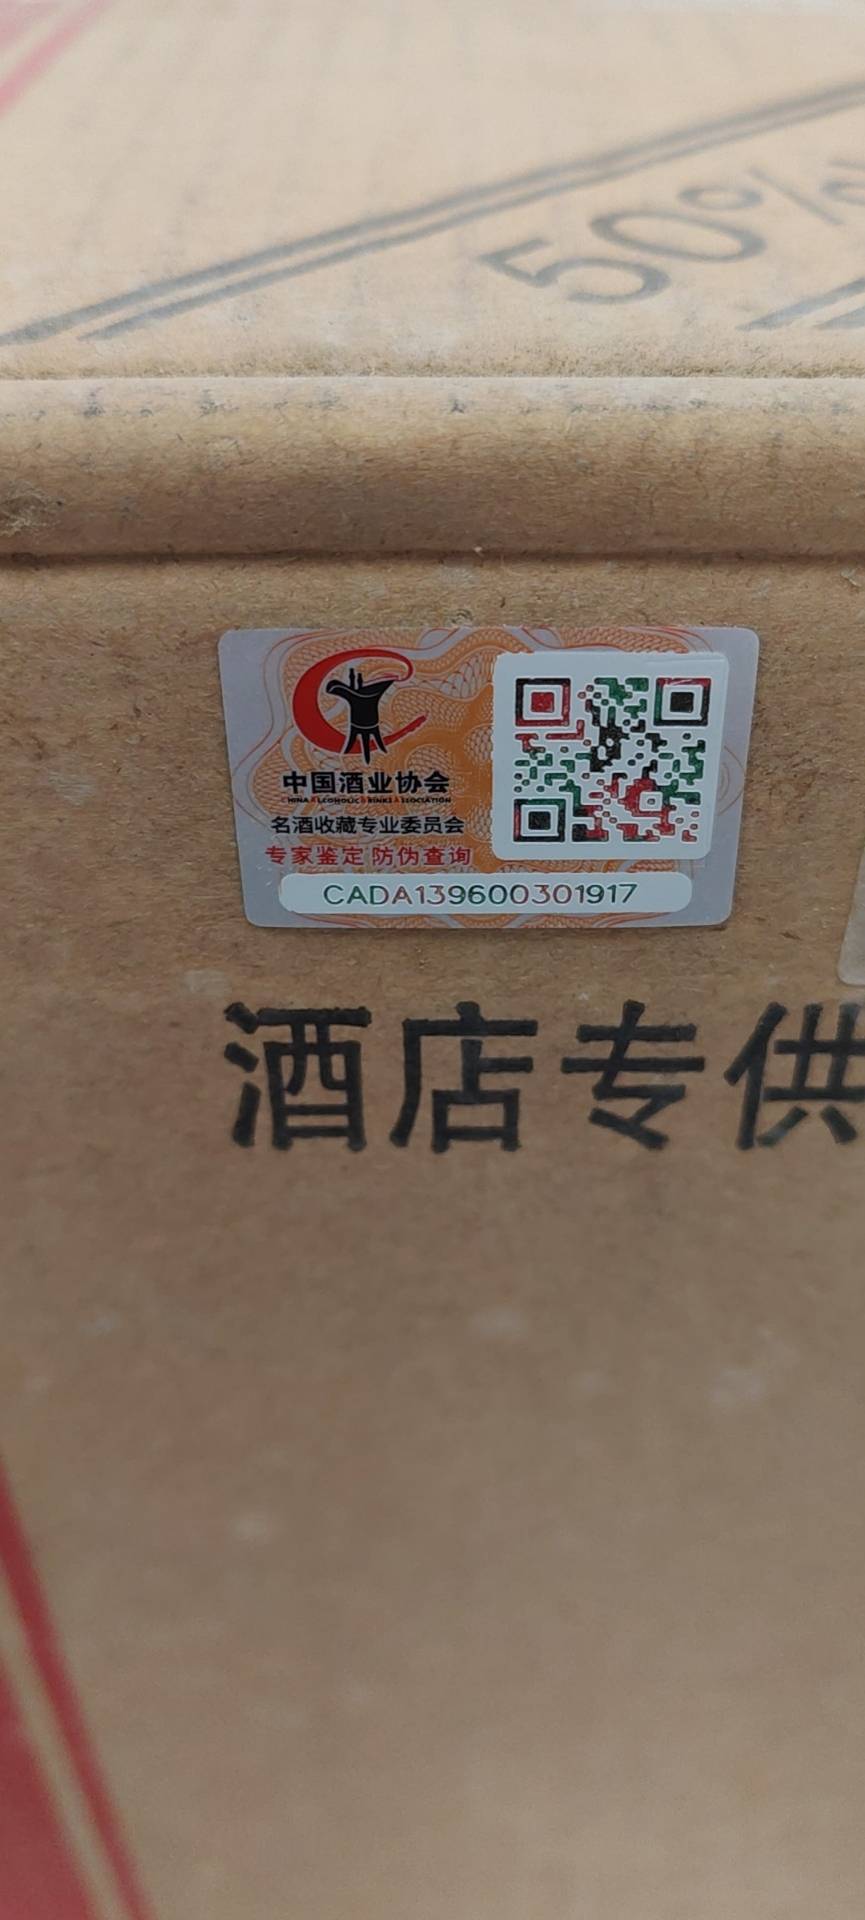 50%
中国酒业协会
CHINA ALCOHOLIC DRINKS ASSOCIATION
名酒收藏专业委员会
专家鉴定 防伪查询
CADA139600301917
酒店专供